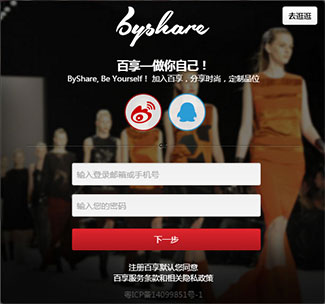 byshare
去逛逛
百享—做你自己！
ByShare, Be Yourself！ 加入百享，分享时尚，定制品位
OR
输入登录邮箱或手机号
输入您的密码
下一步
注册百享默认您同意
百享服务条款和相关隐私政策
粤ICP备14099851号-1